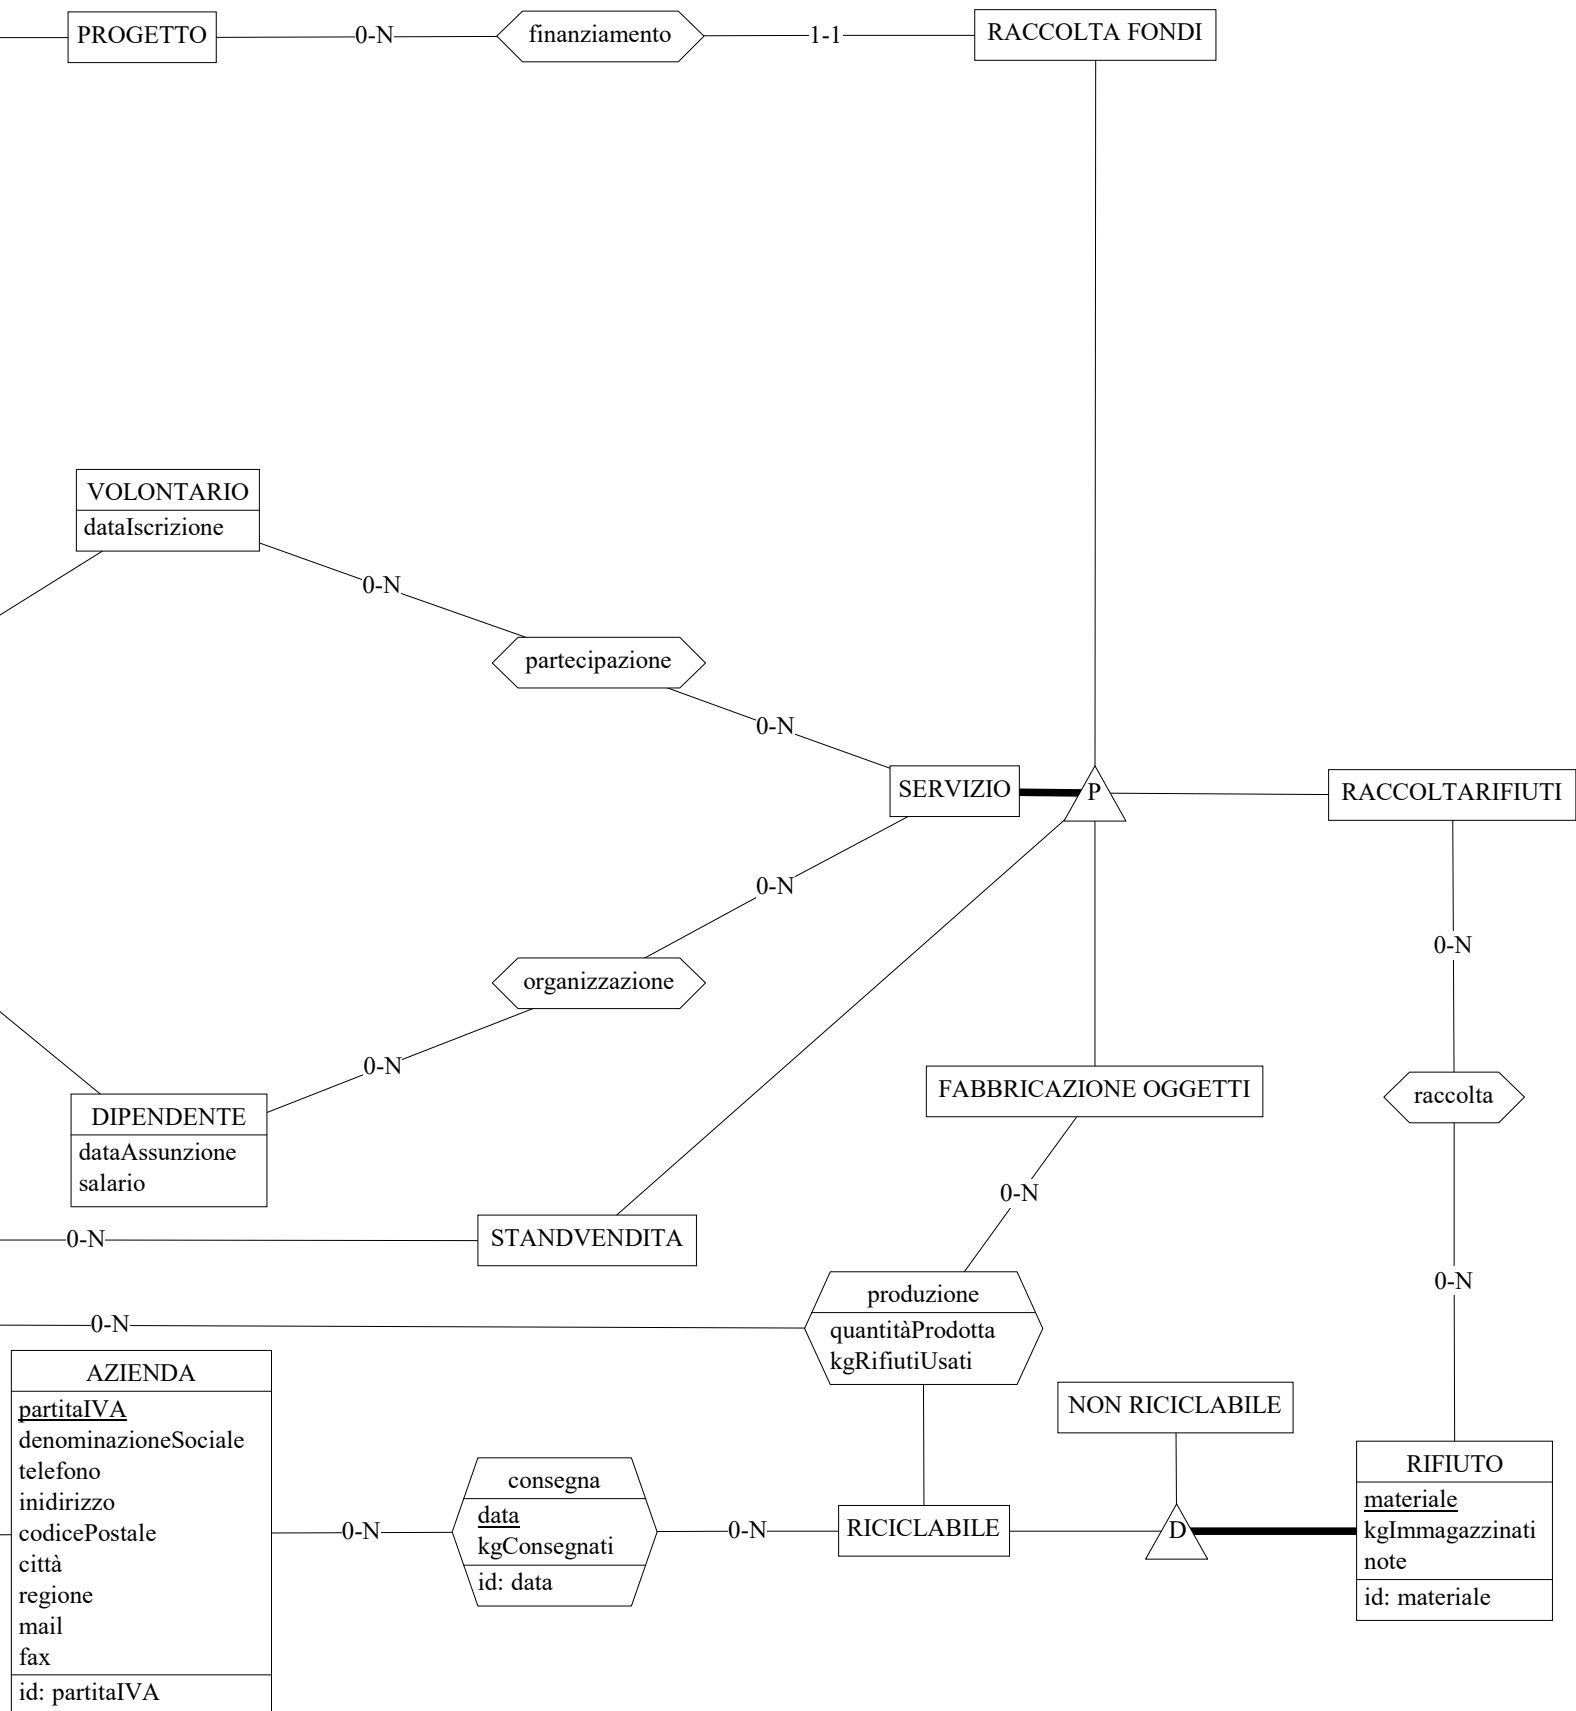 PROGETTO
0-N
finanziamento
1-1
RACCOLTA FONDI
VOLONTARIO
dataIscrizione
0-N
partecipazione
0-N
SERVIZIO
P
RACCOLTARIFIUTI
0-N
organizzazione
0-N
0-N
DIPENDENTE
dataAssunzione
salario
FABBRICAZIONE OGGETTI
raccolta
0-N
0-N
STANDVENDITA
0-N
produzione
quantitàProdotta
kgRifiutiUsati
0-N
AZIENDA
partitaIVA
denominazioneSociale
telefono
inidirizzo
codicePostale
città
regione
mail
fax
id: partitaIVA
0-N
consegna
data
kgConsegnati
id: data
0-N
RICICLABILE
NON RICICLABILE
D
RIFIUTO
materiale
kgImmagazzinati
note
id: materiale